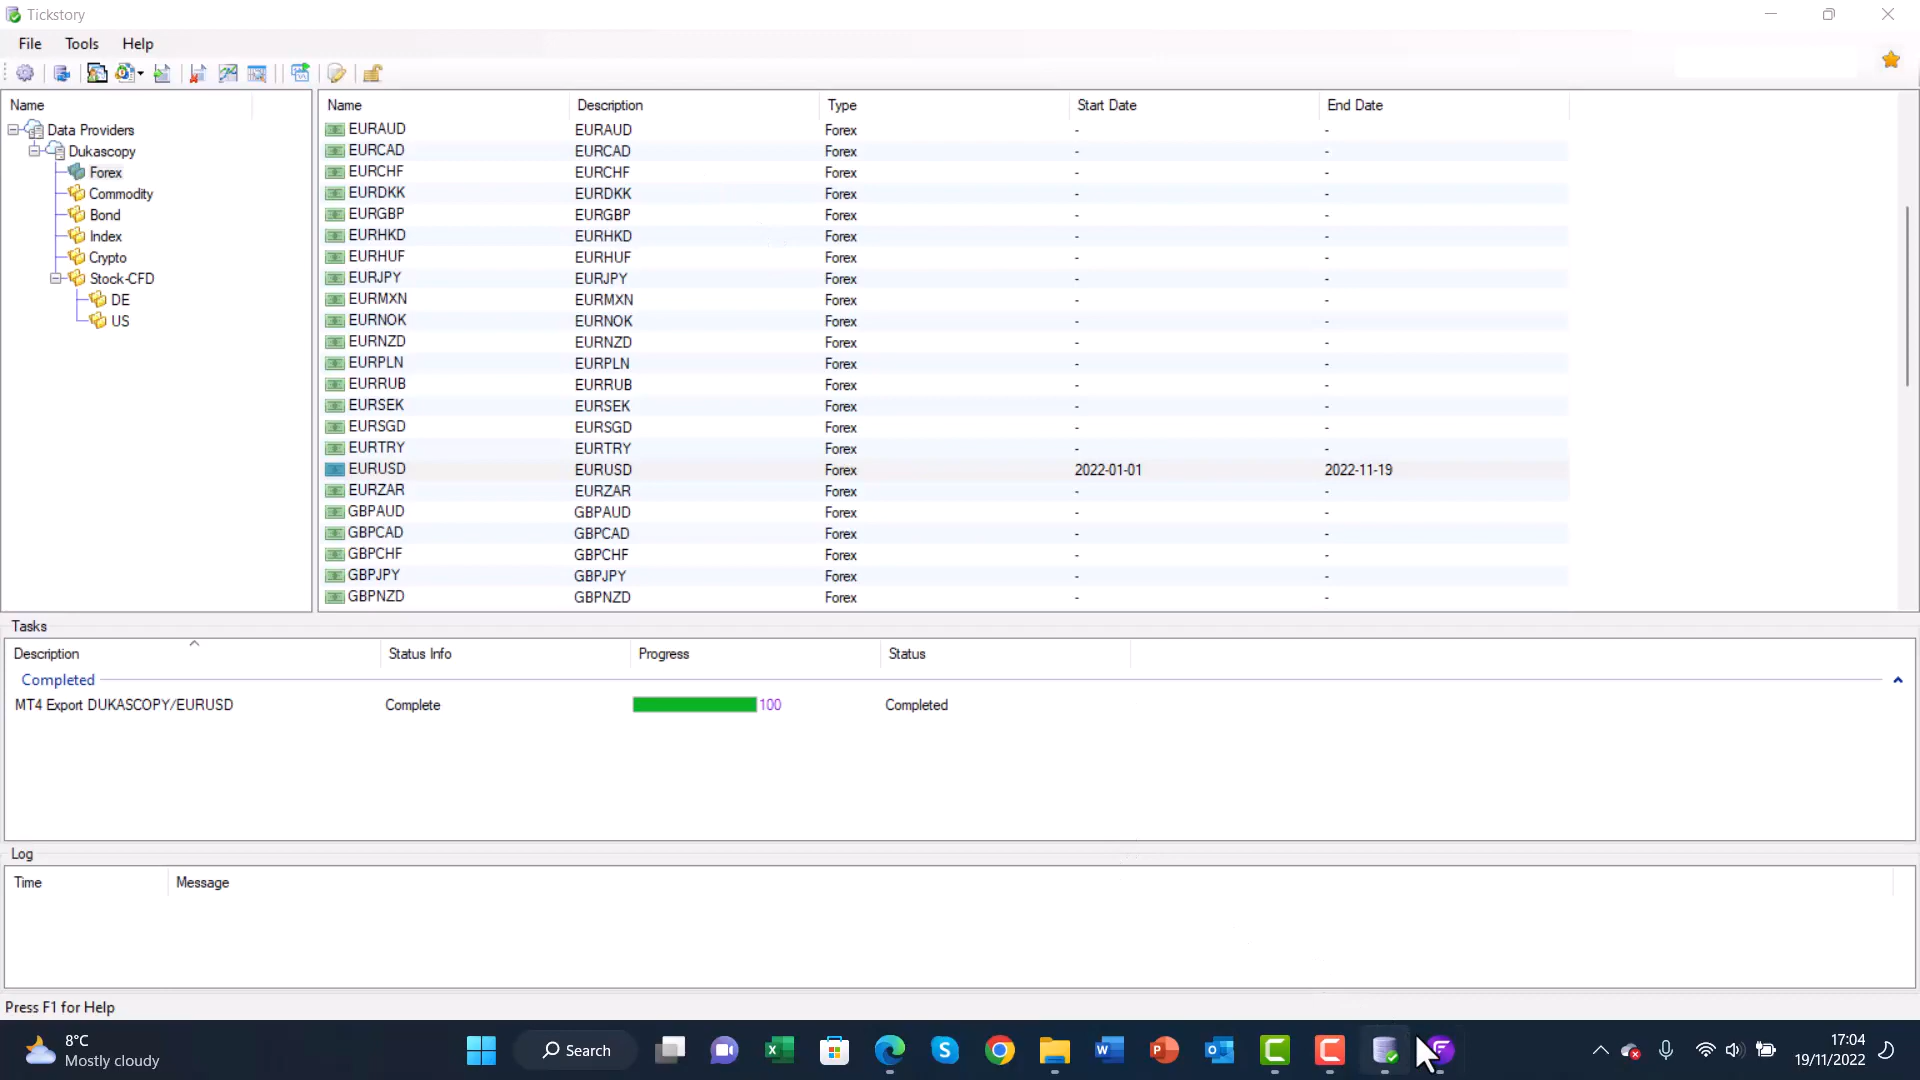 Tickstory
File Tools Help
Name
Data Providers
Dukascopy
Forex
Commodity
Bond
Index
Crypto
Stock-CFD
DE
US
Name Description Type Start Date End Date
EURAUD EURAUD Forex - -
EURCAD EURCAD Forex - -
EURCHF EURCHF Forex - -
EURDKK EURDKK Forex - -
EURGBP EURGBP Forex - -
EURHKD EURHKD Forex - -
EURHUF EURHUF Forex - -
EURJPY EURJPY Forex - -
EURMXN EURMXN Forex - -
EURNOK EURNOK Forex - -
EURNZD EURNZD Forex - -
EURPLN EURPLN Forex - -
EURRUB EURRUB Forex - -
EURSEK EURSEK Forex - -
EURSGD EURSGD Forex - -
EURTRY EURTRY Forex - -
EURUSD EURUSD Forex 2022-01-01 2022-11-19
EURZAR EURZAR Forex - -
GBPAUD GBPAUD Forex - -
GBPCAD GBPCAD Forex - -
GBPCHF GBPCHF Forex - -
GBPJPY GBPJPY Forex - -
GBPNZD GBPNZD Forex - -
Tasks
Description Status Info Progress Status
Completed
MT4 Export DUKASCOPY/EURUSD Complete 100 Completed
Log
Time Message
Press F1 for Help
8°C
Mostly cloudy
Search
17:04
19/11/2022